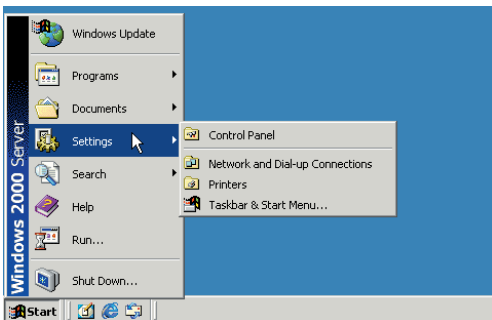 Windows Update
Programs
Documents
Settings
Search
Help
Run...
Shut Down...
Windows 2000 Server
Control Panel
Network and Dial-up Connections
Printers
Taskbar & Start Menu...
Start